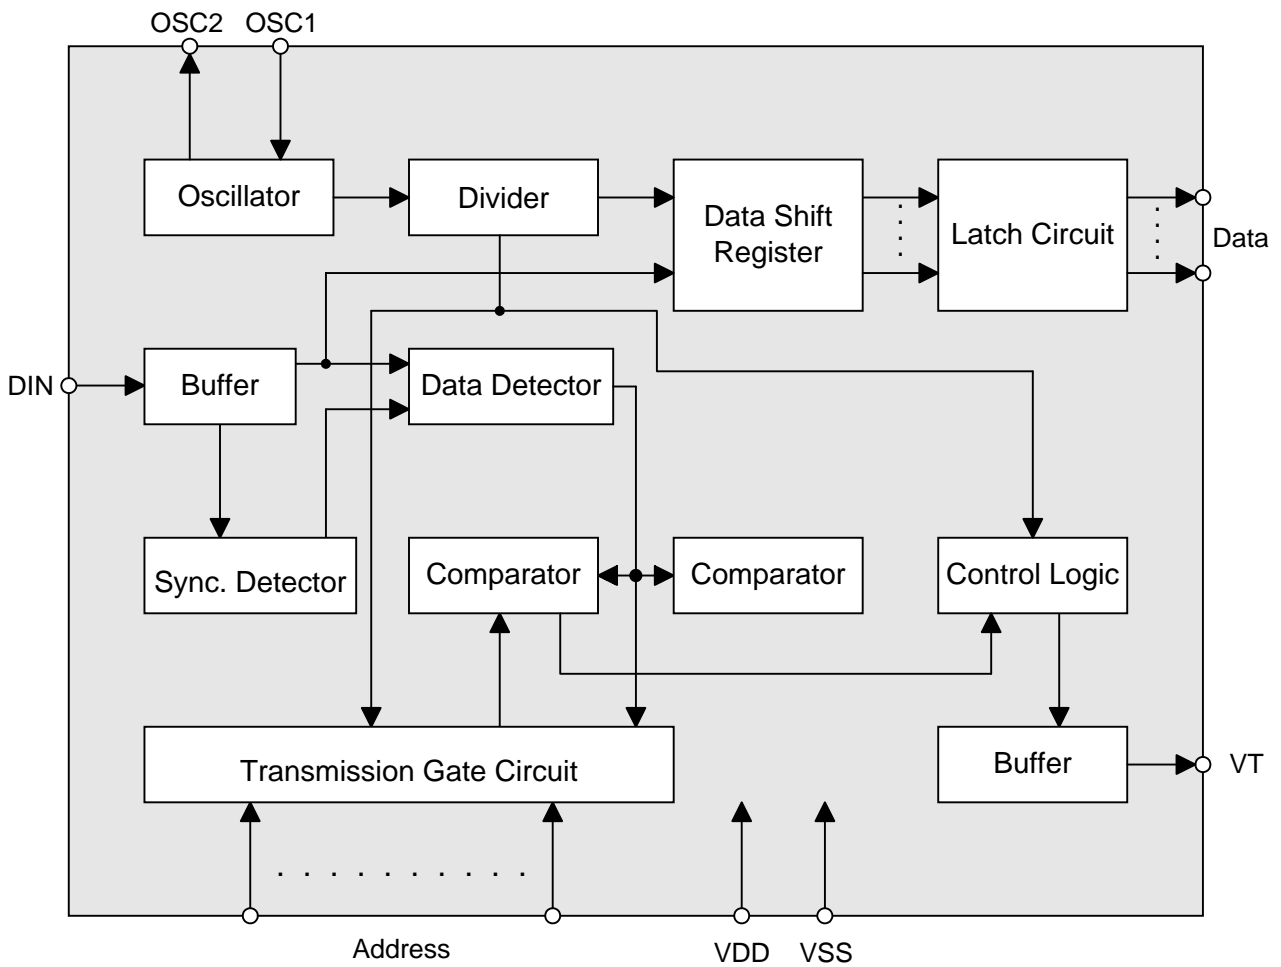 OSC2 OSC1
Oscillator
Divider
Data Shift
Register
Latch Circuit
Data
DIN
Buffer
Data Detector
Sync. Detector
Comparator
Comparator
Control Logic
Transmission Gate Circuit
Buffer
VT
Address
VDD VSS